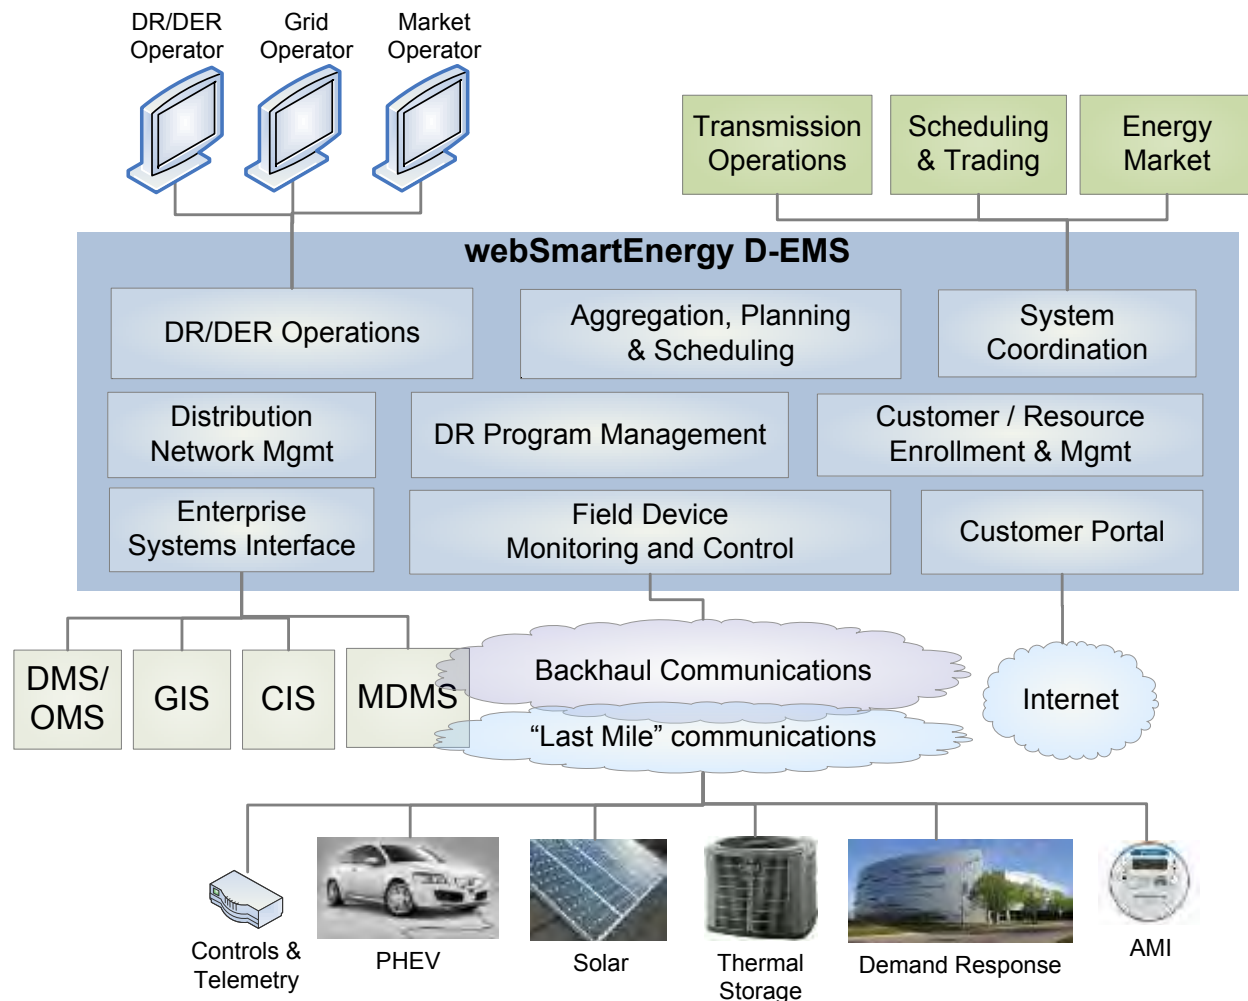 DR/DER
Operator
Grid
Operator
Market
Operator
Transmission
Operations
Scheduling
& Trading
Energy
Market
webSmartEnergy D-EMS
DR/DER Operations
Aggregation, Planning
& Scheduling
System
Coordination
Distribution
Network Mgmt
DR Program Management
Customer / Resource
Enrollment & Mgmt
Enterprise
Systems Interface
Field Device
Monitoring and Control
Customer Portal
DMS/
OMS
GIS
CIS
MDMS
Backhaul Communications
“Last Mile” communications
Internet
Controls &
Telemetry
PHEV
Solar
Thermal
Storage
Demand Response
AMI